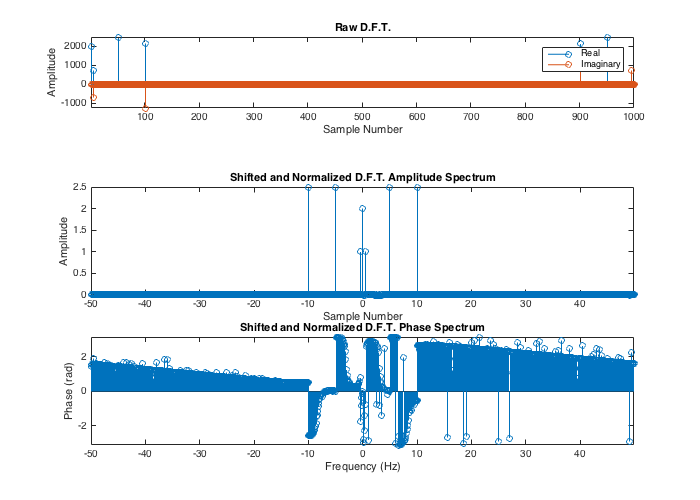 Raw D.F.T.
Amplitude
2000
1000
0
-1000
Real
Imaginary
100 200 300 400 500 600 700 800 900 1000
Sample Number
Shifted and Normalized D.F.T. Amplitude Spectrum
Amplitude
2.5
2
1.5
1
0.5
0
-50 -40 -30 -20 -10 0 10 20 30 40
Sample Number
Shifted and Normalized D.F.T. Phase Spectrum
Phase (rad)
2
0
-2
-50 -40 -30 -20 -10 0 10 20 30 40
Frequency (Hz)